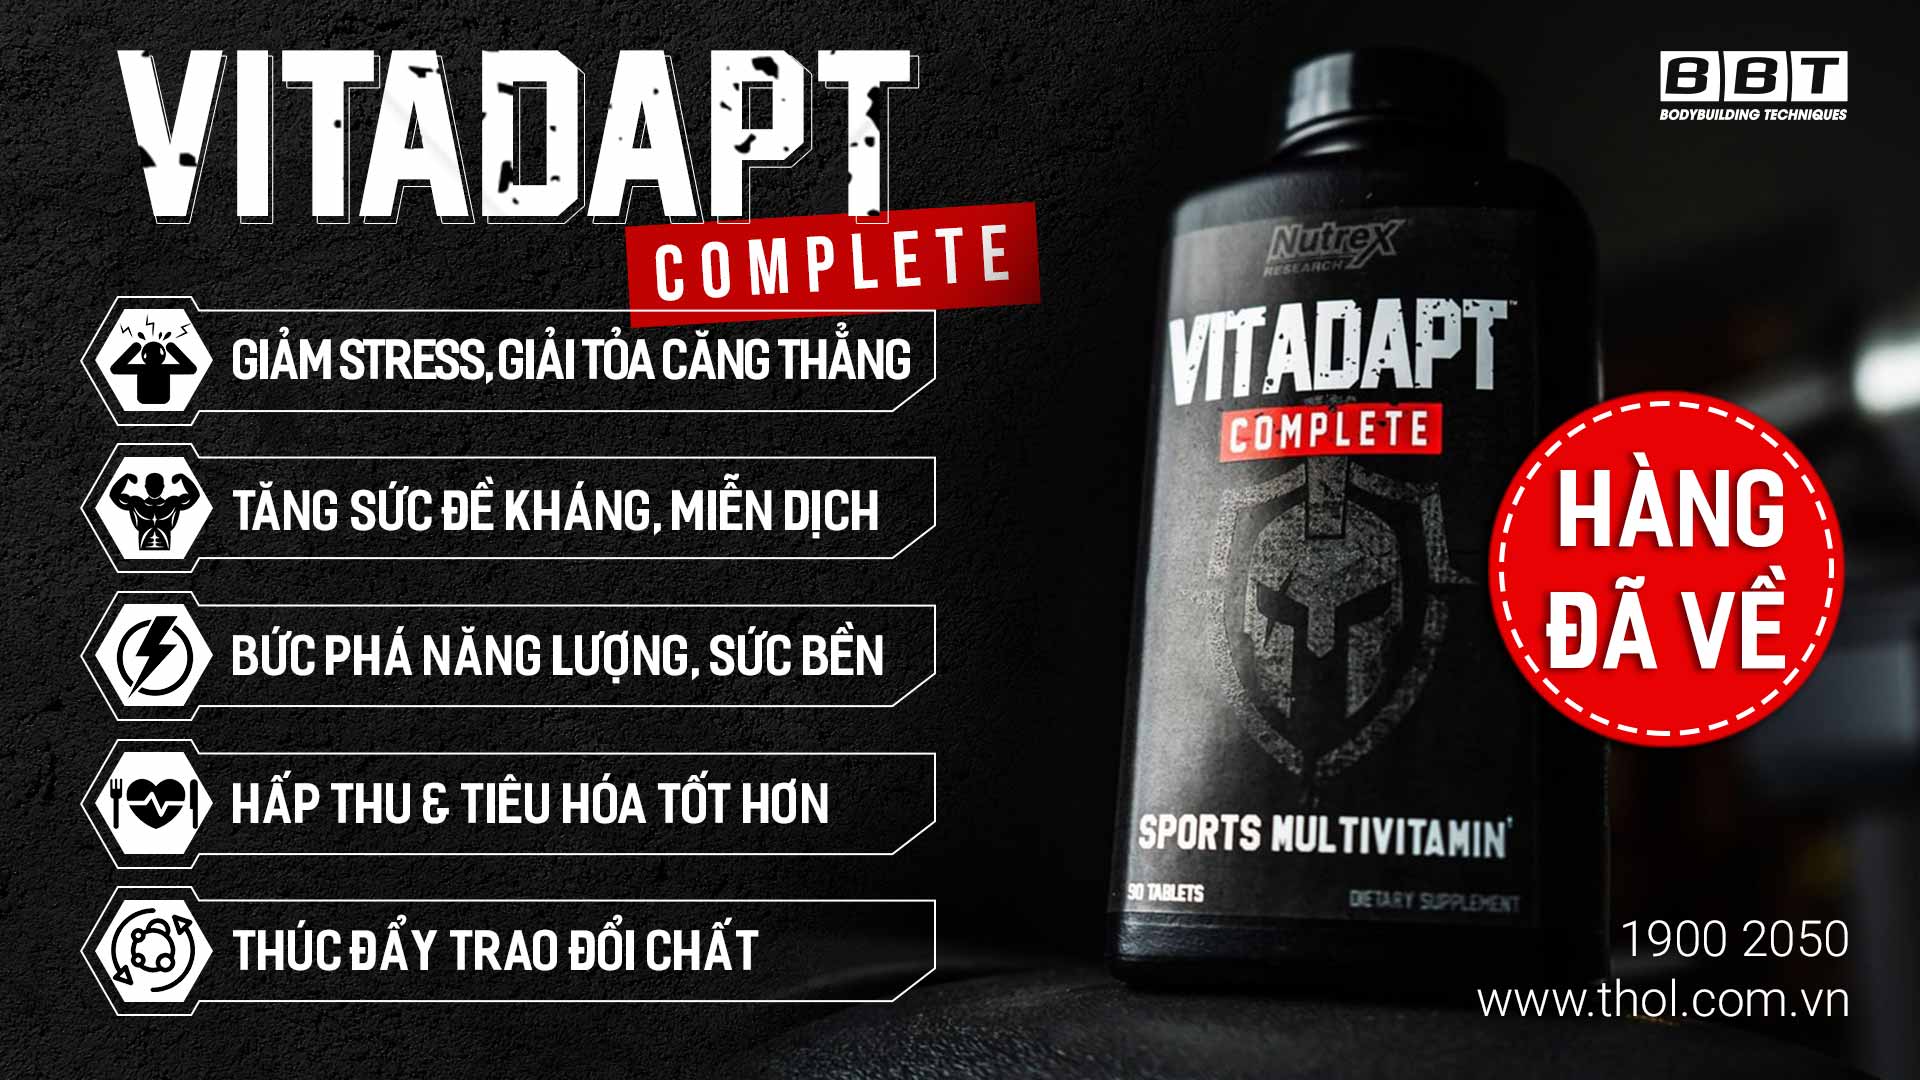 VITADAPT
COMPLETE
GIẢM STRESS, GIẢI TỎA CĂNG THẲNG
TĂNG SỨC ĐỀ KHÁNG, MIỄN DỊCH
BỨC PHÁ NĂNG LƯỢNG, SỨC BỀN
HẤP THU & TIÊU HÓA TỐT HƠN
THÚC ĐẨY TRAO ĐỔI CHẤT
BBT
BODYBUILDING TECHNIQUES
NutreX
RESEARCH
VITADAPT™
COMPLETE
SPORTS MULTIVITAMIN†
90 TABLETS
DIETARY SUPPLEMENT
HÀNG
ĐÃ VỀ
1900 2050
www.thol.com.vn